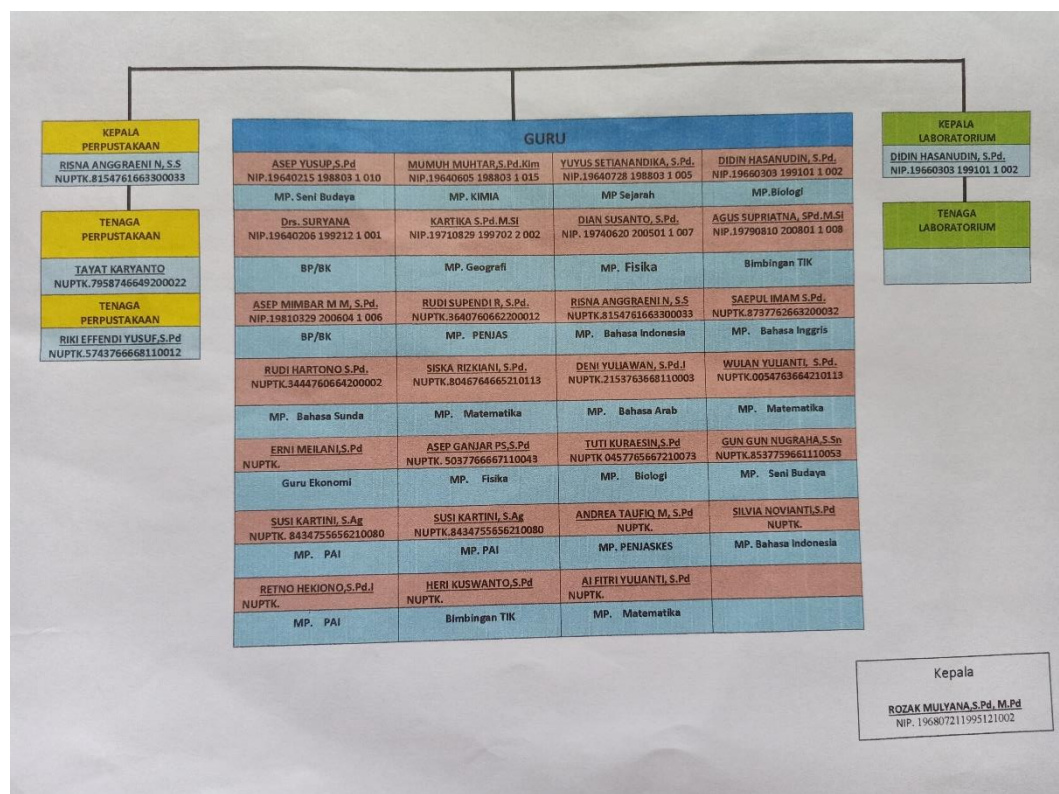 KEPALA
PERPUSTAKAAN
RISNA ANGGRAENI N, S.S
NUPTK.8154761663300033
TENAGA
PERPUSTAKAAN
TAYAT KARYANTO
NUPTK.7958746649200022
TENAGA
PERPUSTAKAAN
RIKI EFFENDI YUSUF,S.Pd
NUPTK.5743766668110012
GURU
ASEP YUSUP,S.Pd
NIP.19640215 198803 1 010
MP. Seni Budaya
MUMUH MUHTAR,S.Pd.Kim
NIP.19640605 198803 1 015
MP. KIMIA
YUYUS SETIANANDIKA, S.Pd.
NIP.19640728 198803 1 005
MP Sejarah
DIDIN HASANUDIN, S.Pd.
NIP.19660303 199101 1 002
MP.Biologi
Drs. SURYANA
NIP.19640206 199212 1 001
BP/BK
KARTIKA S.Pd.M.SI
NIP.19710829 199702 2 002
MP. Geografi
DIAN SUSANTO, S.Pd.
NIP. 19740620 200501 1 007
MP. Fisika
AGUS SUPRIATNA, SPd.M.SI
NIP.19790810 200801 1 008
Bimbingan TIK
ASEP MIMBAR M M, S.Pd.
NIP.19810329 200604 1 006
BP/BK
RUDI SUPENDI R, S.Pd.
NUPTK.3640760662200012
MP. PENJAS
RISNA ANGGRAENI N, S.S
NUPTK.8154761663300033
MP. Bahasa Indonesia
SAEPUL IMAM S.Pd.
NUPTK.8737762663200032
MP. Bahasa Inggris
RUDI HARTONO S.Pd.
NUPTK.3444760664200002
MP. Bahasa Sunda
SISKA RIZKIANI, S.Pd.
NUPTK.8046764665210113
MP. Matematika
DENI YULIAWAN, S.Pd.I
NUPTK.2153763668110003
MP. Bahasa Arab
WULAN YULIANTI, S.Pd.
NUPTK.0054763664210113
MP. Matematika
ERNI MEILANI,S.Pd
NUPTK.
Guru Ekonomi
ASEP GANJAR PS,S.Pd
NUPTK. 5037766667110043
MP. Fisika
TUTI KURAESIN,S.Pd
NUPTK 0457765667210073
MP. Biologi
GUN GUN NUGRAHA,S.Sn
NUPTK.8537759661110053
MP. Seni Budaya
SUSI KARTINI, S.Ag
NUPTK. 8434755656210080
MP. PAI
SUSI KARTINI, S.Ag
NUPTK.8434755656210080
MP. PAI
ANDREA TAUFIQ M, S.Pd
NUPTK.
MP. PENJASKES
SILVIA NOVIANTI,S.Pd
NUPTK.
MP. Bahasa Indonesia
RETNO HEKIONO,S.Pd.I
NUPTK.
MP. PAI
HERI KUSWANTO,S.Pd
NUPTK.
Bimbingan TIK
AI FITRI YULIANTI, S.Pd
NUPTK.
MP. Matematika
KEPALA
LABORATORIUM
DIDIN HASANUDIN, S.Pd.
NIP.19660303 199101 1 002
TENAGA
LABORATORIUM
Kepala
ROZAK MULYANA,S.Pd, M.Pd
NIP. 196807211995121002